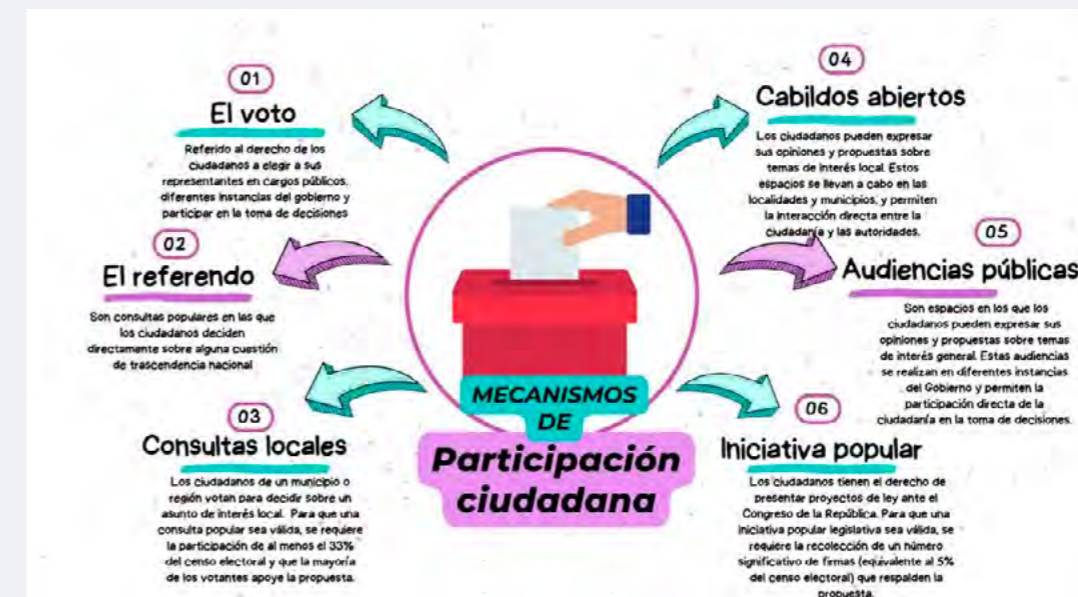 01
El voto
Referido al derecho de los
ciudadanos a elegir a sus
representantes en cargos públicos,
diferentes instancias del gobierno y
participar en la toma de decisiones
02
El referendo
Son consultas populares en las que
los ciudadanos deciden
directamente sobre alguna cuestión
de trascendencia nacional
03
Consultas locales
Los ciudadanos de un municipio o
región votan para decidir sobre un
asunto de interés local. Para que una
consulta popular sea válida, se requiere
la participación de al menos el 33%
del censo electoral y que la mayoría
de los votantes apoye la propuesta.
MECANISMOS
DE
Participación
ciudadana
04
Cabildos abiertos
Los ciudadanos pueden expresar
sus opiniones y propuestas sobre
temas de interés local. Estos
espacios se llevan a cabo en las
localidades y municipios, y permiten
la interacción directa entre la
ciudadanía y las autoridades.
05
Audiencias públicas
Son espacios en los que los
ciudadanos pueden expresar sus
opiniones y propuestas sobre temas
de interés general. Estas audiencias
se realizan en diferentes instancias
del Gobierno y permiten la
participación directa de la
ciudadanía en la toma de decisiones.
06
Iniciativa popular
Los ciudadanos tienen el derecho de
presentar proyectos de ley ante el
Congreso de la República. Para que una
iniciativa popular legislativa sea válida, se
requiere la recolección de un número
significativo de firmas (equivalente al 5%
del censo electoral) que respalden la
propuesta.